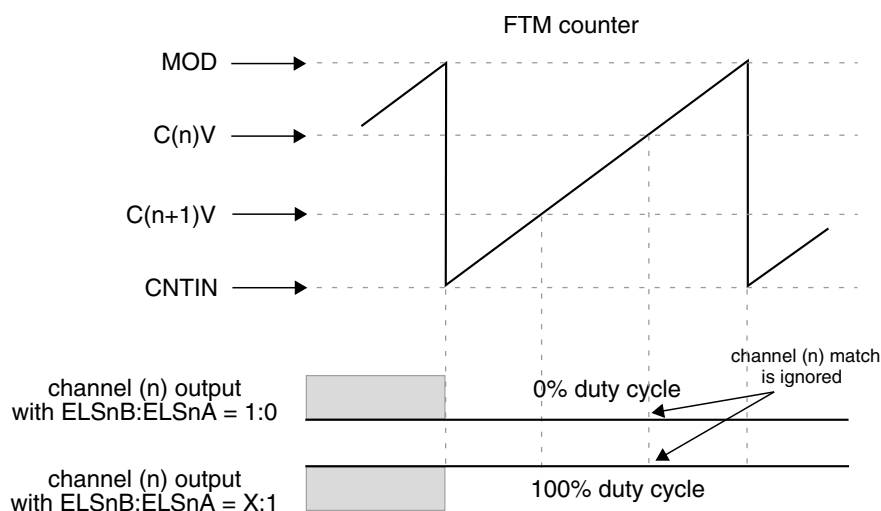 FTM counter
MOD
C(n)V
C(n+1)V
CNTIN
channel (n) match
is ignored
channel (n) output
with ELSnB:ELSnA = 1:0
0% duty cycle
channel (n) output
with ELSnB:ELSnA = X:1
100% duty cycle